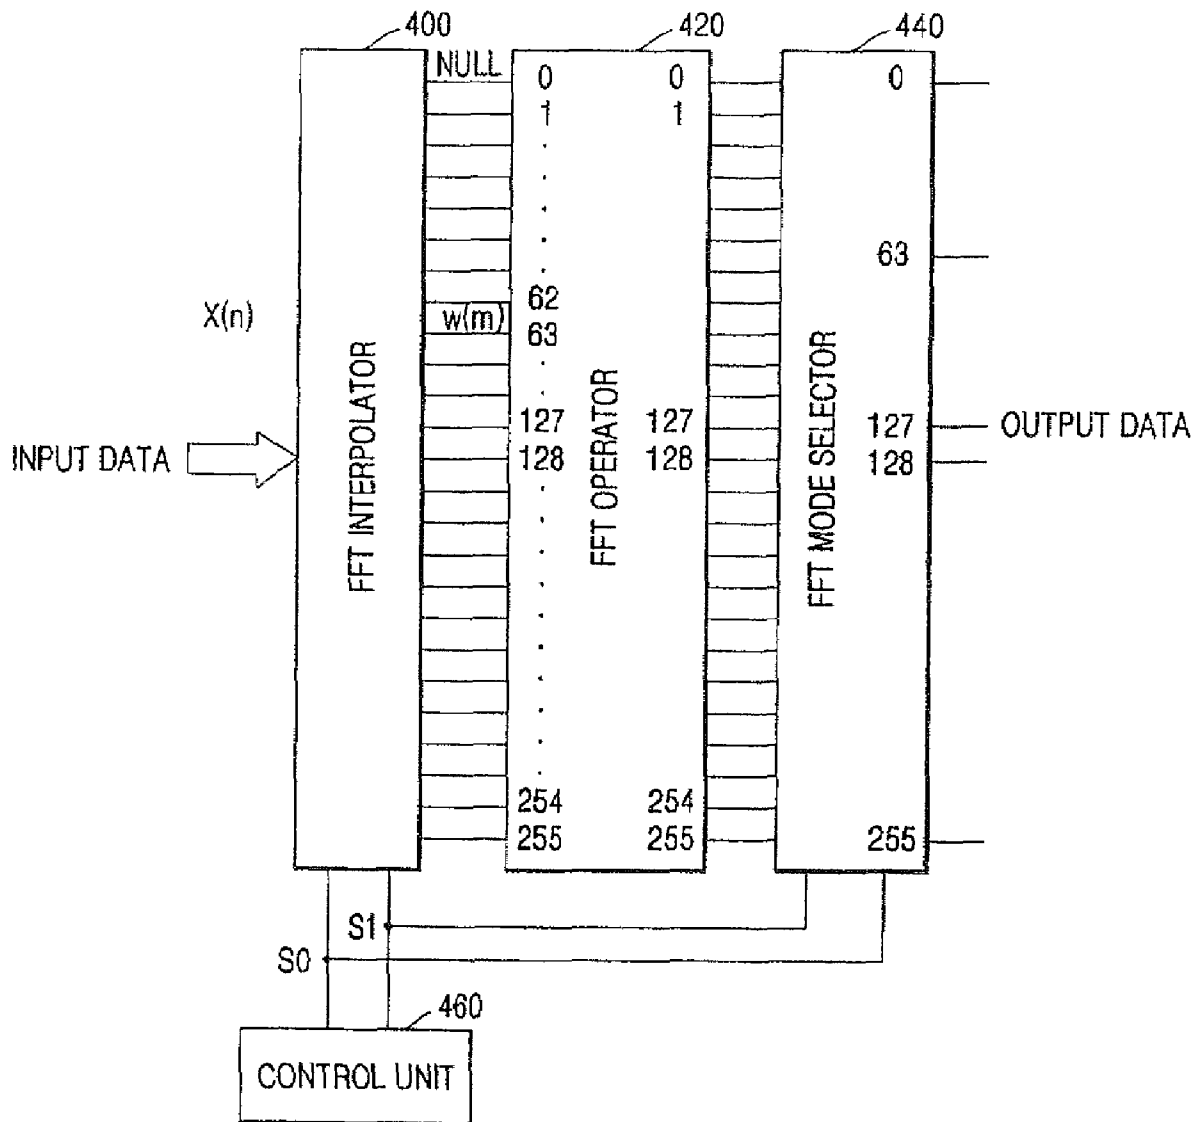 400
420
440
NULL
0
0
0
1
1
63
62
X(n)
w(m)
63
127
127
127
OUTPUT DATA
INPUT DATA
128
128
128
FFT INTERPOLATOR
FFT OPERATOR
FFT MODE SELECTOR
254
254
255
255
255
S1
S0
460
CONTROL UNIT